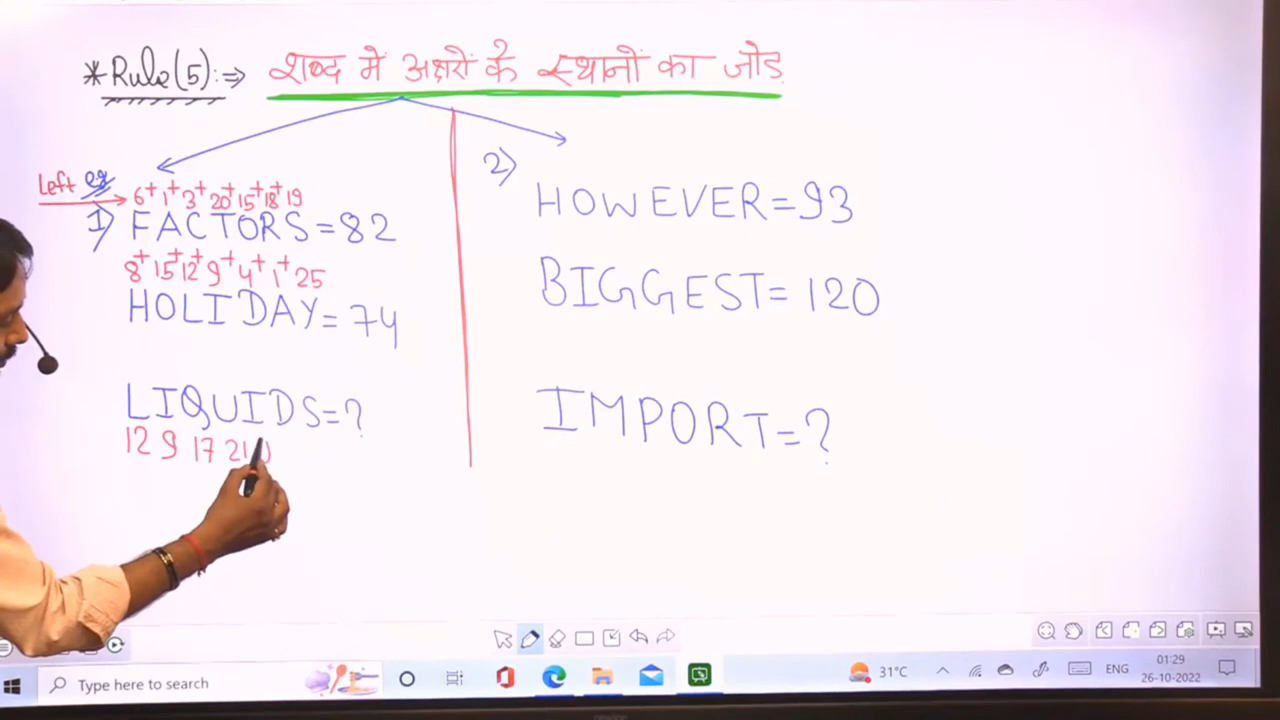 *Rule(5):⇒ शब्द में अक्षरों के स्थानों का जोड़
Left eg
6+1+3+20+15+18+19
1) FACTORS=82
8+15+12+9+4+1+25
HOLIDAY=74
LIQUIDS=?
12 9 17 21
2)
HOWEVER=93
BIGGEST=120
IMPORT=?
Type here to search
31°C
ENG
01:29
26-10-2022